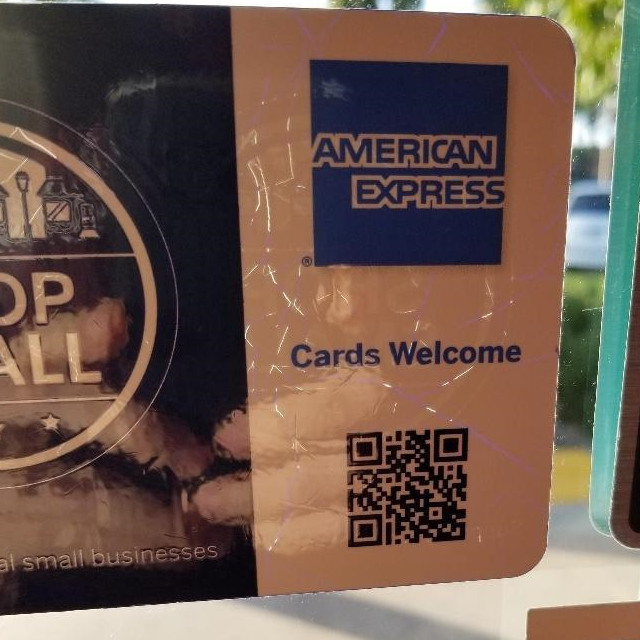 OP
ALL
al small businesses
AMERICAN
EXPRESS
®
Cards Welcome